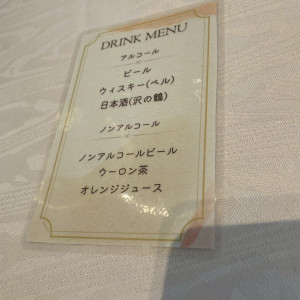 DRINK MENU
アルコール
ビール
ウィスキー(ベル)
日本酒(沢の鶴)
ノンアルコール
ノンアルコールビール
ウーロン茶
オレンジジュース